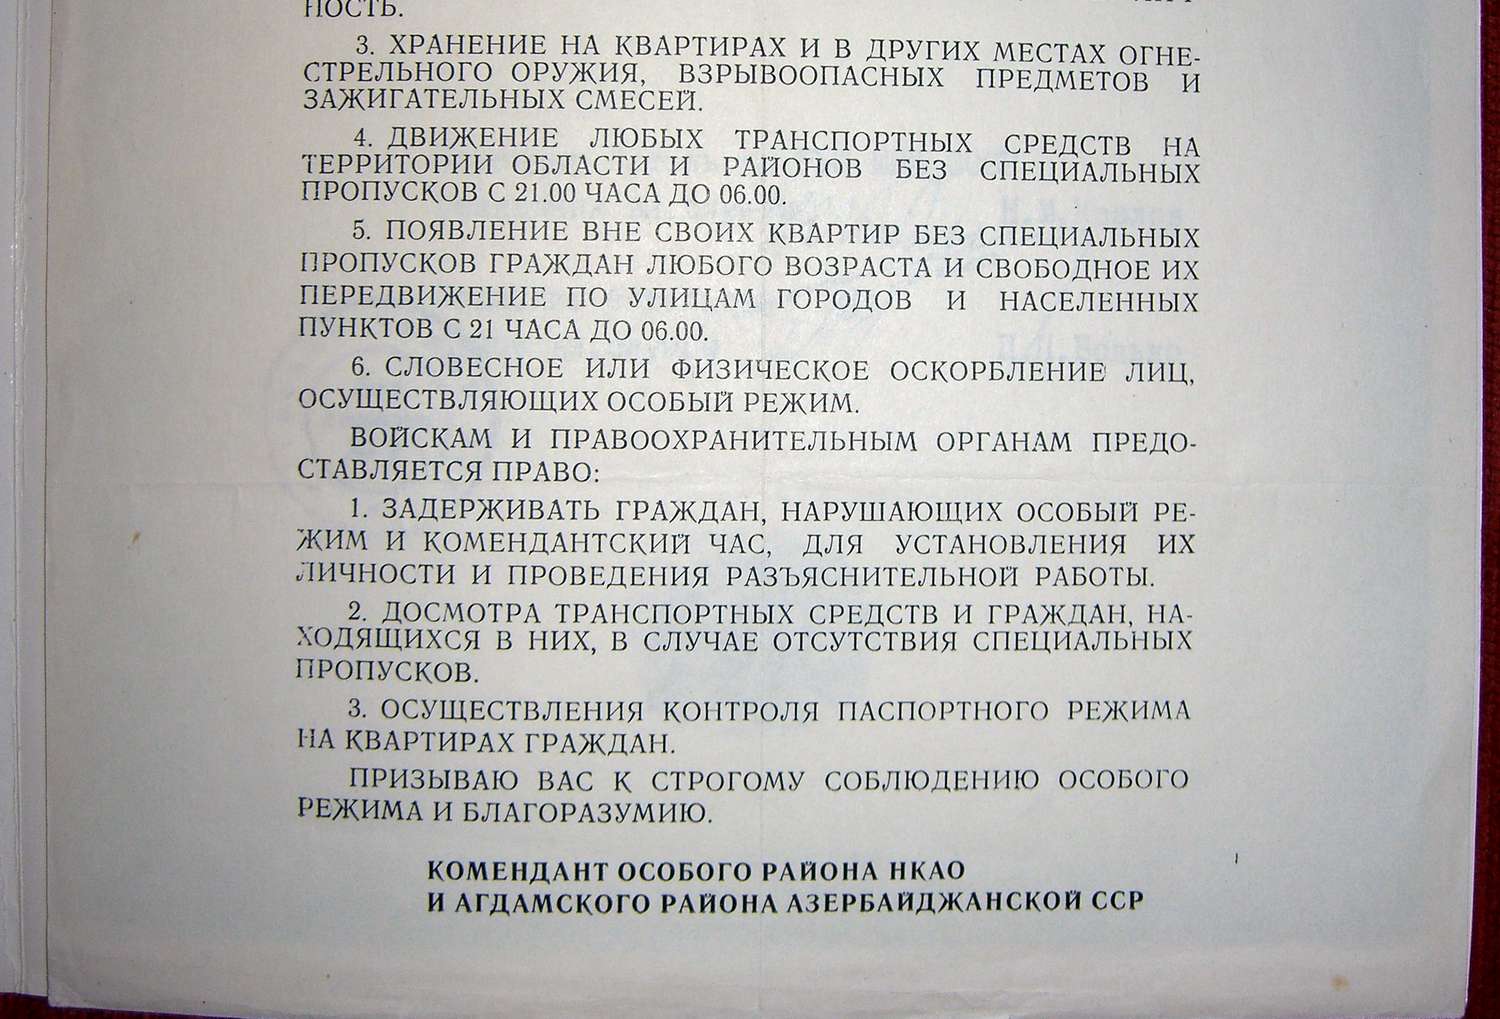 НОСТЬ.
3. ХРАНЕНИЕ НА КВАРТИРАХ И В ДРУГИХ МЕСТАХ ОГНЕ-
СТРЕЛЬНОГО ОРУЖИЯ, ВЗРЫВООПАСНЫХ ПРЕДМЕТОВ И
ЗАЖИГАТЕЛЬНЫХ СМЕСЕЙ.
4. ДВИЖЕНИЕ ЛЮБЫХ ТРАНСПОРТНЫХ СРЕДСТВ НА
ТЕРРИТОРИИ ОБЛАСТИ И РАЙОНОВ БЕЗ СПЕЦИАЛЬНЫХ
ПРОПУСКОВ С 21.00 ЧАСА ДО 06.00.
5. ПОЯВЛЕНИЕ ВНЕ СВОИХ КВАРТИР БЕЗ СПЕЦИАЛЬНЫХ
ПРОПУСКОВ ГРАЖДАН ЛЮБОГО ВОЗРАСТА И СВОБОДНОЕ ИХ
ПЕРЕДВИЖЕНИЕ ПО УЛИЦАМ ГОРОДОВ И НАСЕЛЕННЫХ
ПУНКТОВ С 21 ЧАСА ДО 06.00.
6. СЛОВЕСНОЕ ИЛИ ФИЗИЧЕСКОЕ ОСКОРБЛЕНИЕ ЛИЦ,
ОСУЩЕСТВЛЯЮЩИХ ОСОБЫЙ РЕЖИМ.
ВОЙСКАМ И ПРАВООХРАНИТЕЛЬНЫМ ОРГАНАМ ПРЕДО-
СТАВЛЯЕТСЯ ПРАВО:
1. ЗАДЕРЖИВАТЬ ГРАЖДАН, НАРУШАЮЩИХ ОСОБЫЙ РЕ-
ЖИМ И КОМЕНДАНТСКИЙ ЧАС, ДЛЯ УСТАНОВЛЕНИЯ ИХ
ЛИЧНОСТИ И ПРОВЕДЕНИЯ РАЗЪЯСНИТЕЛЬНОЙ РАБОТЫ.
2. ДОСМОТРА ТРАНСПОРТНЫХ СРЕДСТВ И ГРАЖДАН, НА-
ХОДЯЩИХСЯ В НИХ, В СЛУЧАЕ ОТСУТСТВИЯ СПЕЦИАЛЬНЫХ
ПРОПУСКОВ.
3. ОСУЩЕСТВЛЕНИЯ КОНТРОЛЯ ПАСПОРТНОГО РЕЖИМА
НА КВАРТИРАХ ГРАЖДАН.
ПРИЗЫВАЮ ВАС К СТРОГОМУ СОБЛЮДЕНИЮ ОСОБОГО
РЕЖИМА И БЛАГОРАЗУМИЮ.
КОМЕНДАНТ ОСОБОГО РАЙОНА НКАО
И АГДАМСКОГО РАЙОНА АЗЕРБАЙДЖАНСКОЙ ССР